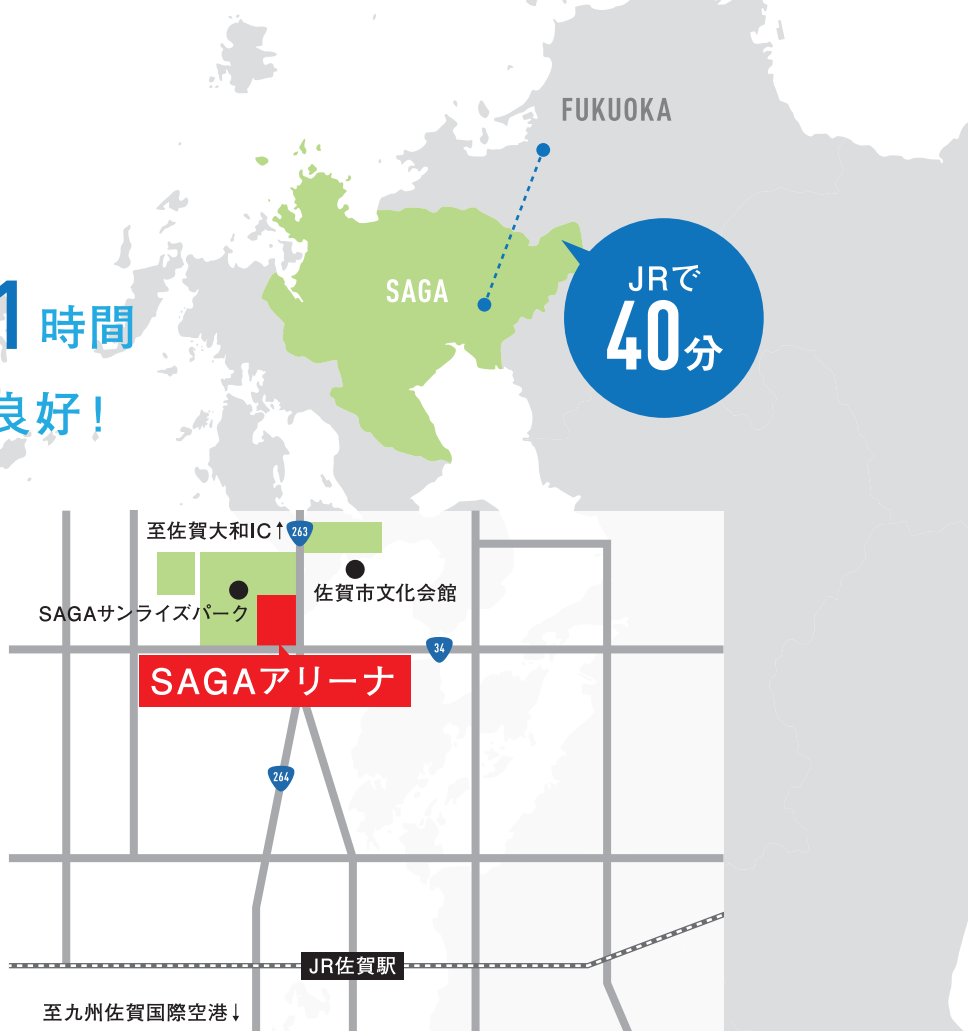 FUKUOKA
SAGA
JRで
40分
1時間
良好！
至佐賀大和IC↑
263
佐賀市文化会館
SAGAサンライズパーク
34
SAGAアリーナ
264
JR佐賀駅
至九州佐賀国際空港↓